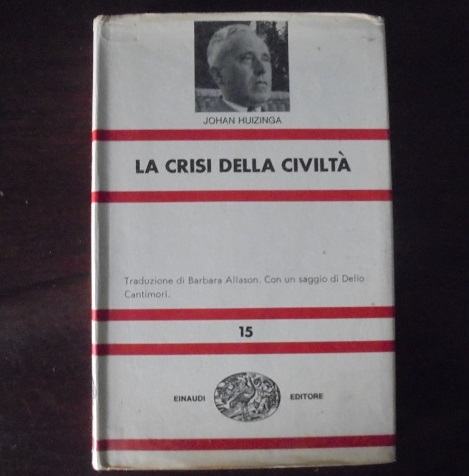 JOHAN HUIZINGA
LA CRISI DELLA CIVILTÀ
Traduzione di Barbara Allason. Con un saggio di Delio
Cantimori.
15
EINAUDI EDITORE